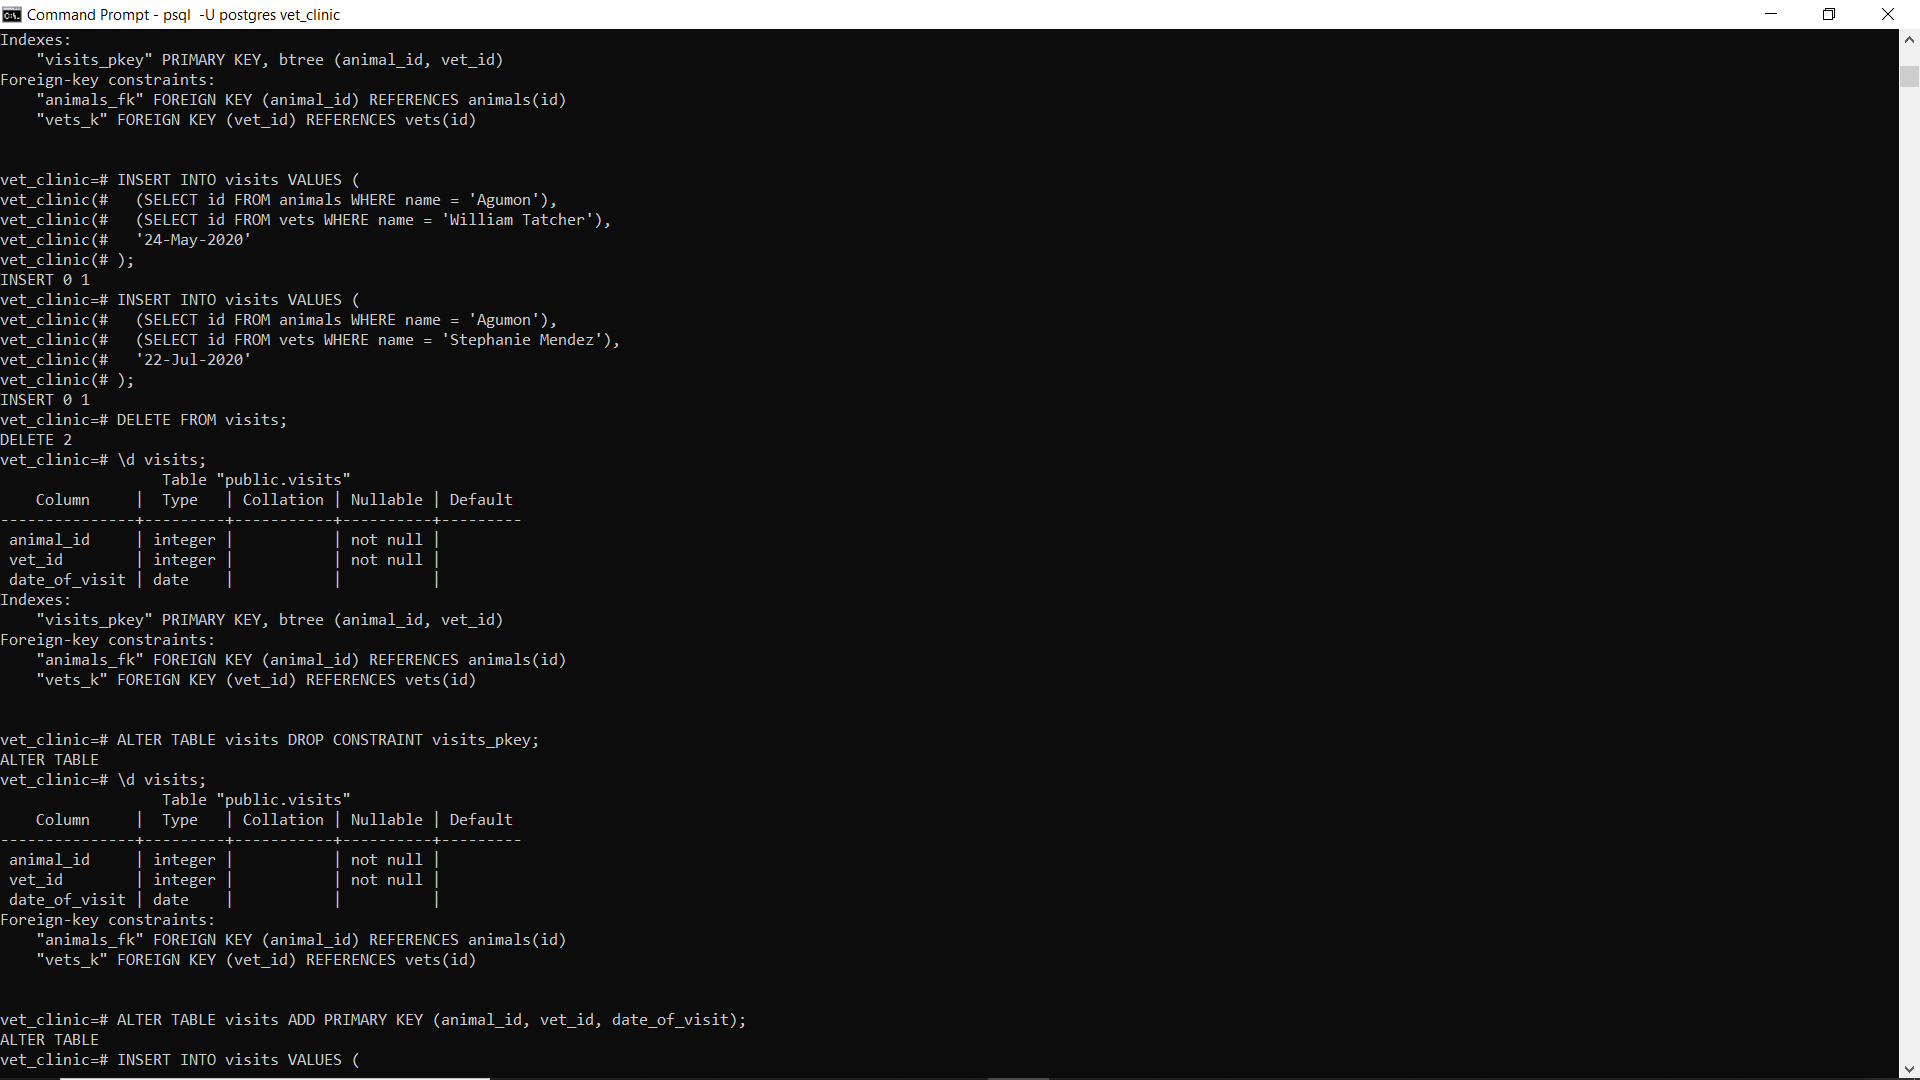 Command Prompt - psql  -U postgres vet_clinic
Indexes:
    "visits_pkey" PRIMARY KEY, btree (animal_id, vet_id)
Foreign-key constraints:
    "animals_fk" FOREIGN KEY (animal_id) REFERENCES animals(id)
    "vets_k" FOREIGN KEY (vet_id) REFERENCES vets(id)
vet_clinic=# INSERT INTO visits VALUES (
vet_clinic(#   (SELECT id FROM animals WHERE name = 'Agumon'),
vet_clinic(#   (SELECT id FROM vets WHERE name = 'William Tatcher'),
vet_clinic(#   '24-May-2020'
vet_clinic(# );
INSERT 0 1
vet_clinic=# INSERT INTO visits VALUES (
vet_clinic(#   (SELECT id FROM animals WHERE name = 'Agumon'),
vet_clinic(#   (SELECT id FROM vets WHERE name = 'Stephanie Mendez'),
vet_clinic(#   '22-Jul-2020'
vet_clinic(# );
INSERT 0 1
vet_clinic=# DELETE FROM visits;
DELETE 2
vet_clinic=# \d visits;
                  Table "public.visits"
    Column     |  Type   | Collation | Nullable | Default
---------------+---------+-----------+----------+---------
 animal_id     | integer |           | not null |
 vet_id        | integer |           | not null |
 date_of_visit | date    |           |          |
Indexes:
    "visits_pkey" PRIMARY KEY, btree (animal_id, vet_id)
Foreign-key constraints:
    "animals_fk" FOREIGN KEY (animal_id) REFERENCES animals(id)
    "vets_k" FOREIGN KEY (vet_id) REFERENCES vets(id)
vet_clinic=# ALTER TABLE visits DROP CONSTRAINT visits_pkey;
ALTER TABLE
vet_clinic=# \d visits;
                  Table "public.visits"
    Column     |  Type   | Collation | Nullable | Default
---------------+---------+-----------+----------+---------
 animal_id     | integer |           | not null |
 vet_id        | integer |           | not null |
 date_of_visit | date    |           |          |
Foreign-key constraints:
    "animals_fk" FOREIGN KEY (animal_id) REFERENCES animals(id)
    "vets_k" FOREIGN KEY (vet_id) REFERENCES vets(id)
vet_clinic=# ALTER TABLE visits ADD PRIMARY KEY (animal_id, vet_id, date_of_visit);
ALTER TABLE
vet_clinic=# INSERT INTO visits VALUES (